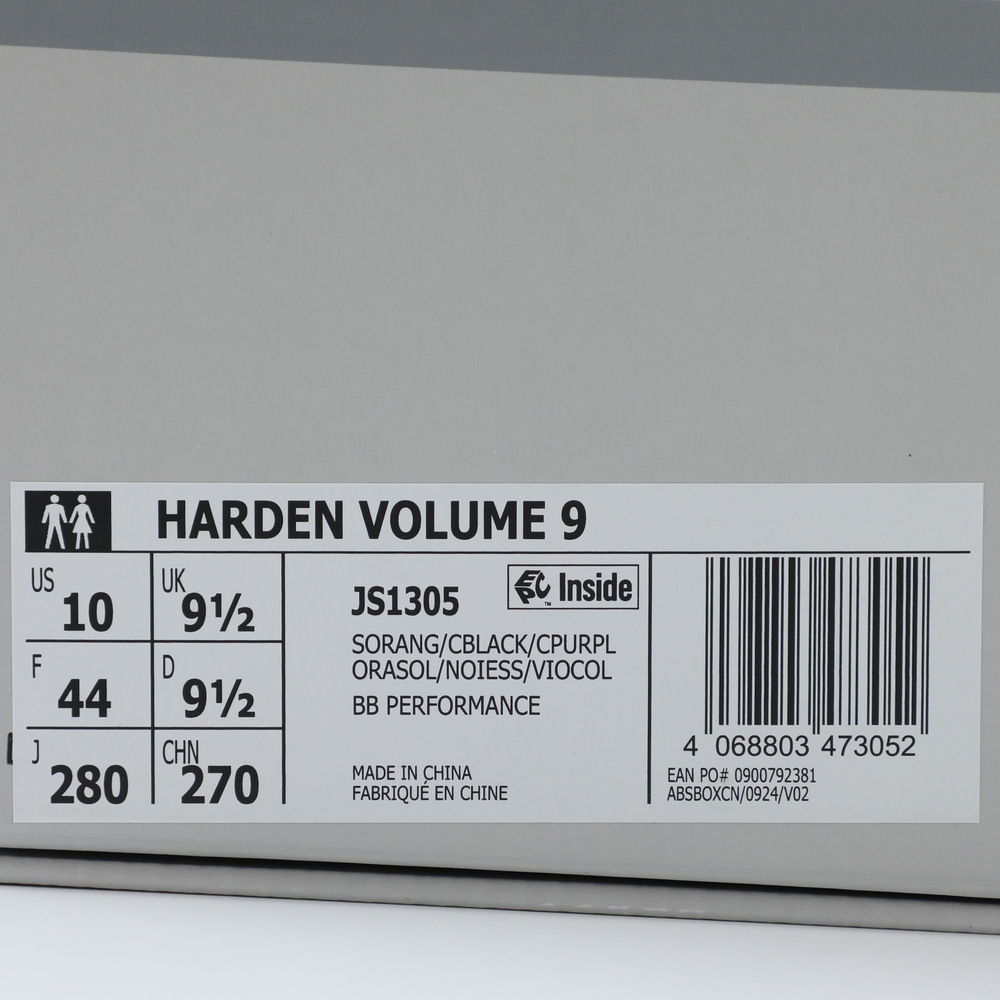 HARDEN VOLUME 9
US 10
UK 9½
F 44
D 9½
J 280
CHN 270
JS1305
EPC Inside
™
SORANG/CBLACK/CPURPL
ORASOL/NOIESS/VIOCOL
BB PERFORMANCE
MADE IN CHINA
FABRIQUÉ EN CHINE
4 068803 473052
EAN PO# 0900792381
ABSBOXCN/0924/V02